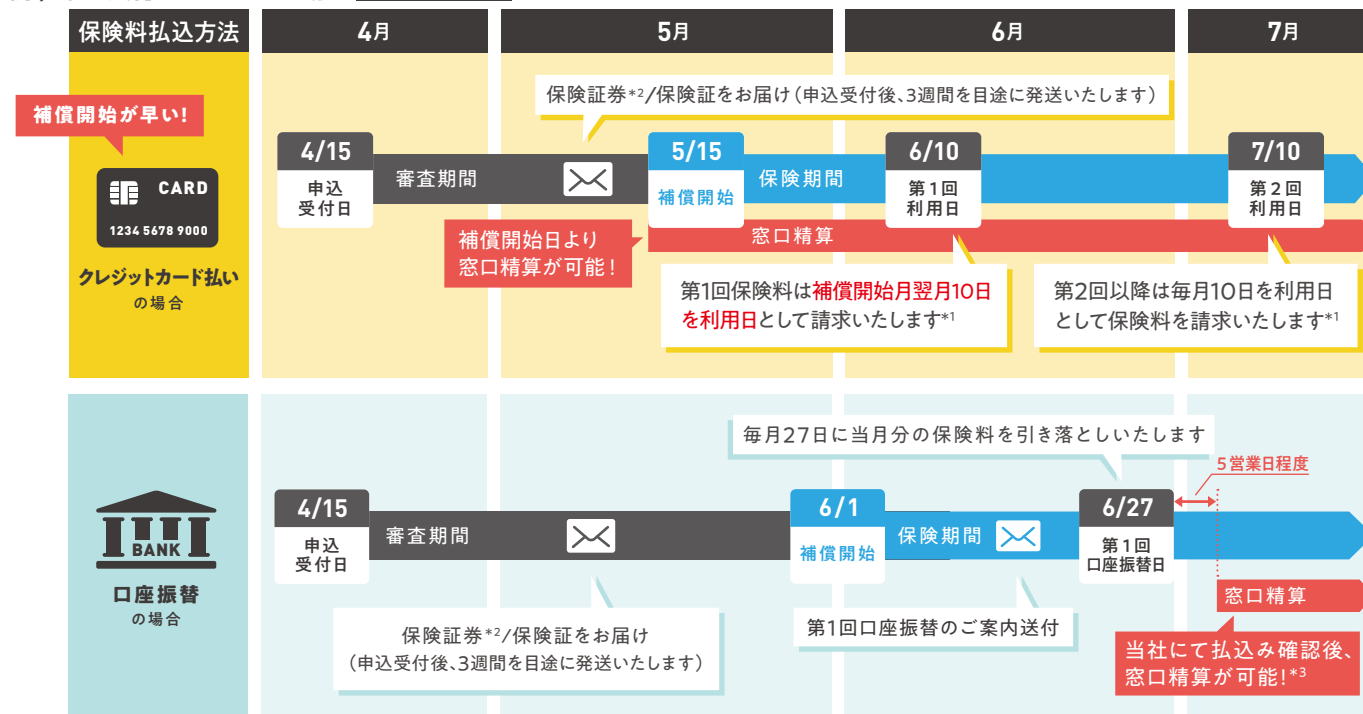 保険料払込方法
4月
5月
6月
7月
補償開始が早い!
CARD
1234 5678 9000
クレジットカード払い
の場合
保険証券*2/保険証をお届け(申込受付後、3週間を目途に発送いたします)
4/15
申込
受付日
審査期間
5/15
補償開始
保険期間
6/10
第1回
利用日
7/10
第2回
利用日
補償開始日より
窓口精算が可能!
窓口精算
第1回保険料は補償開始月翌月10日
を利用日として請求いたします*1
第2回以降は毎月10日を利用日
として保険料を請求いたします*1
BANK
口座振替
の場合
毎月27日に当月分の保険料を引き落としいたします
5営業日程度
4/15
申込
受付日
審査期間
6/1
補償開始
保険期間
6/27
第1回
口座振替日
窓口精算
保険証券*2/保険証をお届け
(申込受付後、3週間を目途に発送いたします)
第1回口座振替のご案内送付
当社にて払込み確認後、
窓口精算が可能!*3